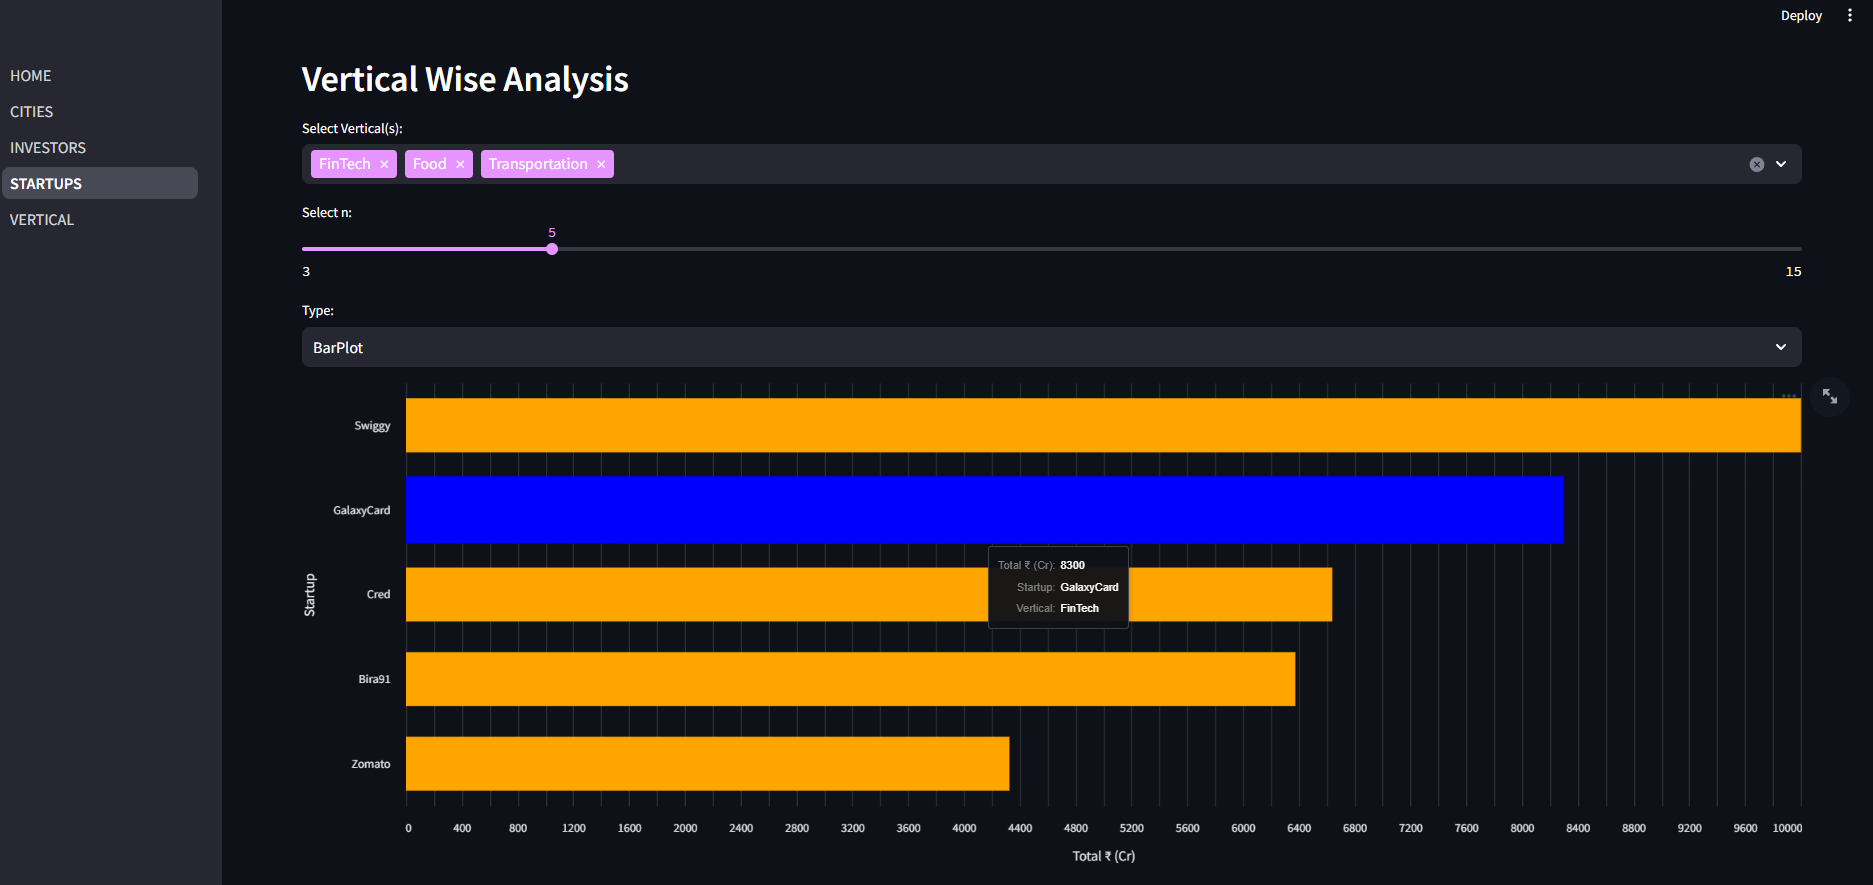 Deploy
HOME
CITIES
INVESTORS
STARTUPS
VERTICAL
Vertical Wise Analysis
Select Vertical(s):
FinTech Food Transportation
Select n:
5
3 15
Type:
BarPlot
Swiggy
GalaxyCard
Cred
Bira91
Zomato
Startup
Total ₹ (Cr): 8300
Startup: GalaxyCard
Vertical: FinTech
0 400 800 1200 1600 2000 2400 2800 3200 3600 4000 4400 4800 5200 5600 6000 6400 6800 7200 7600 8000 8400 8800 9200 9600 10000
Total ₹ (Cr)